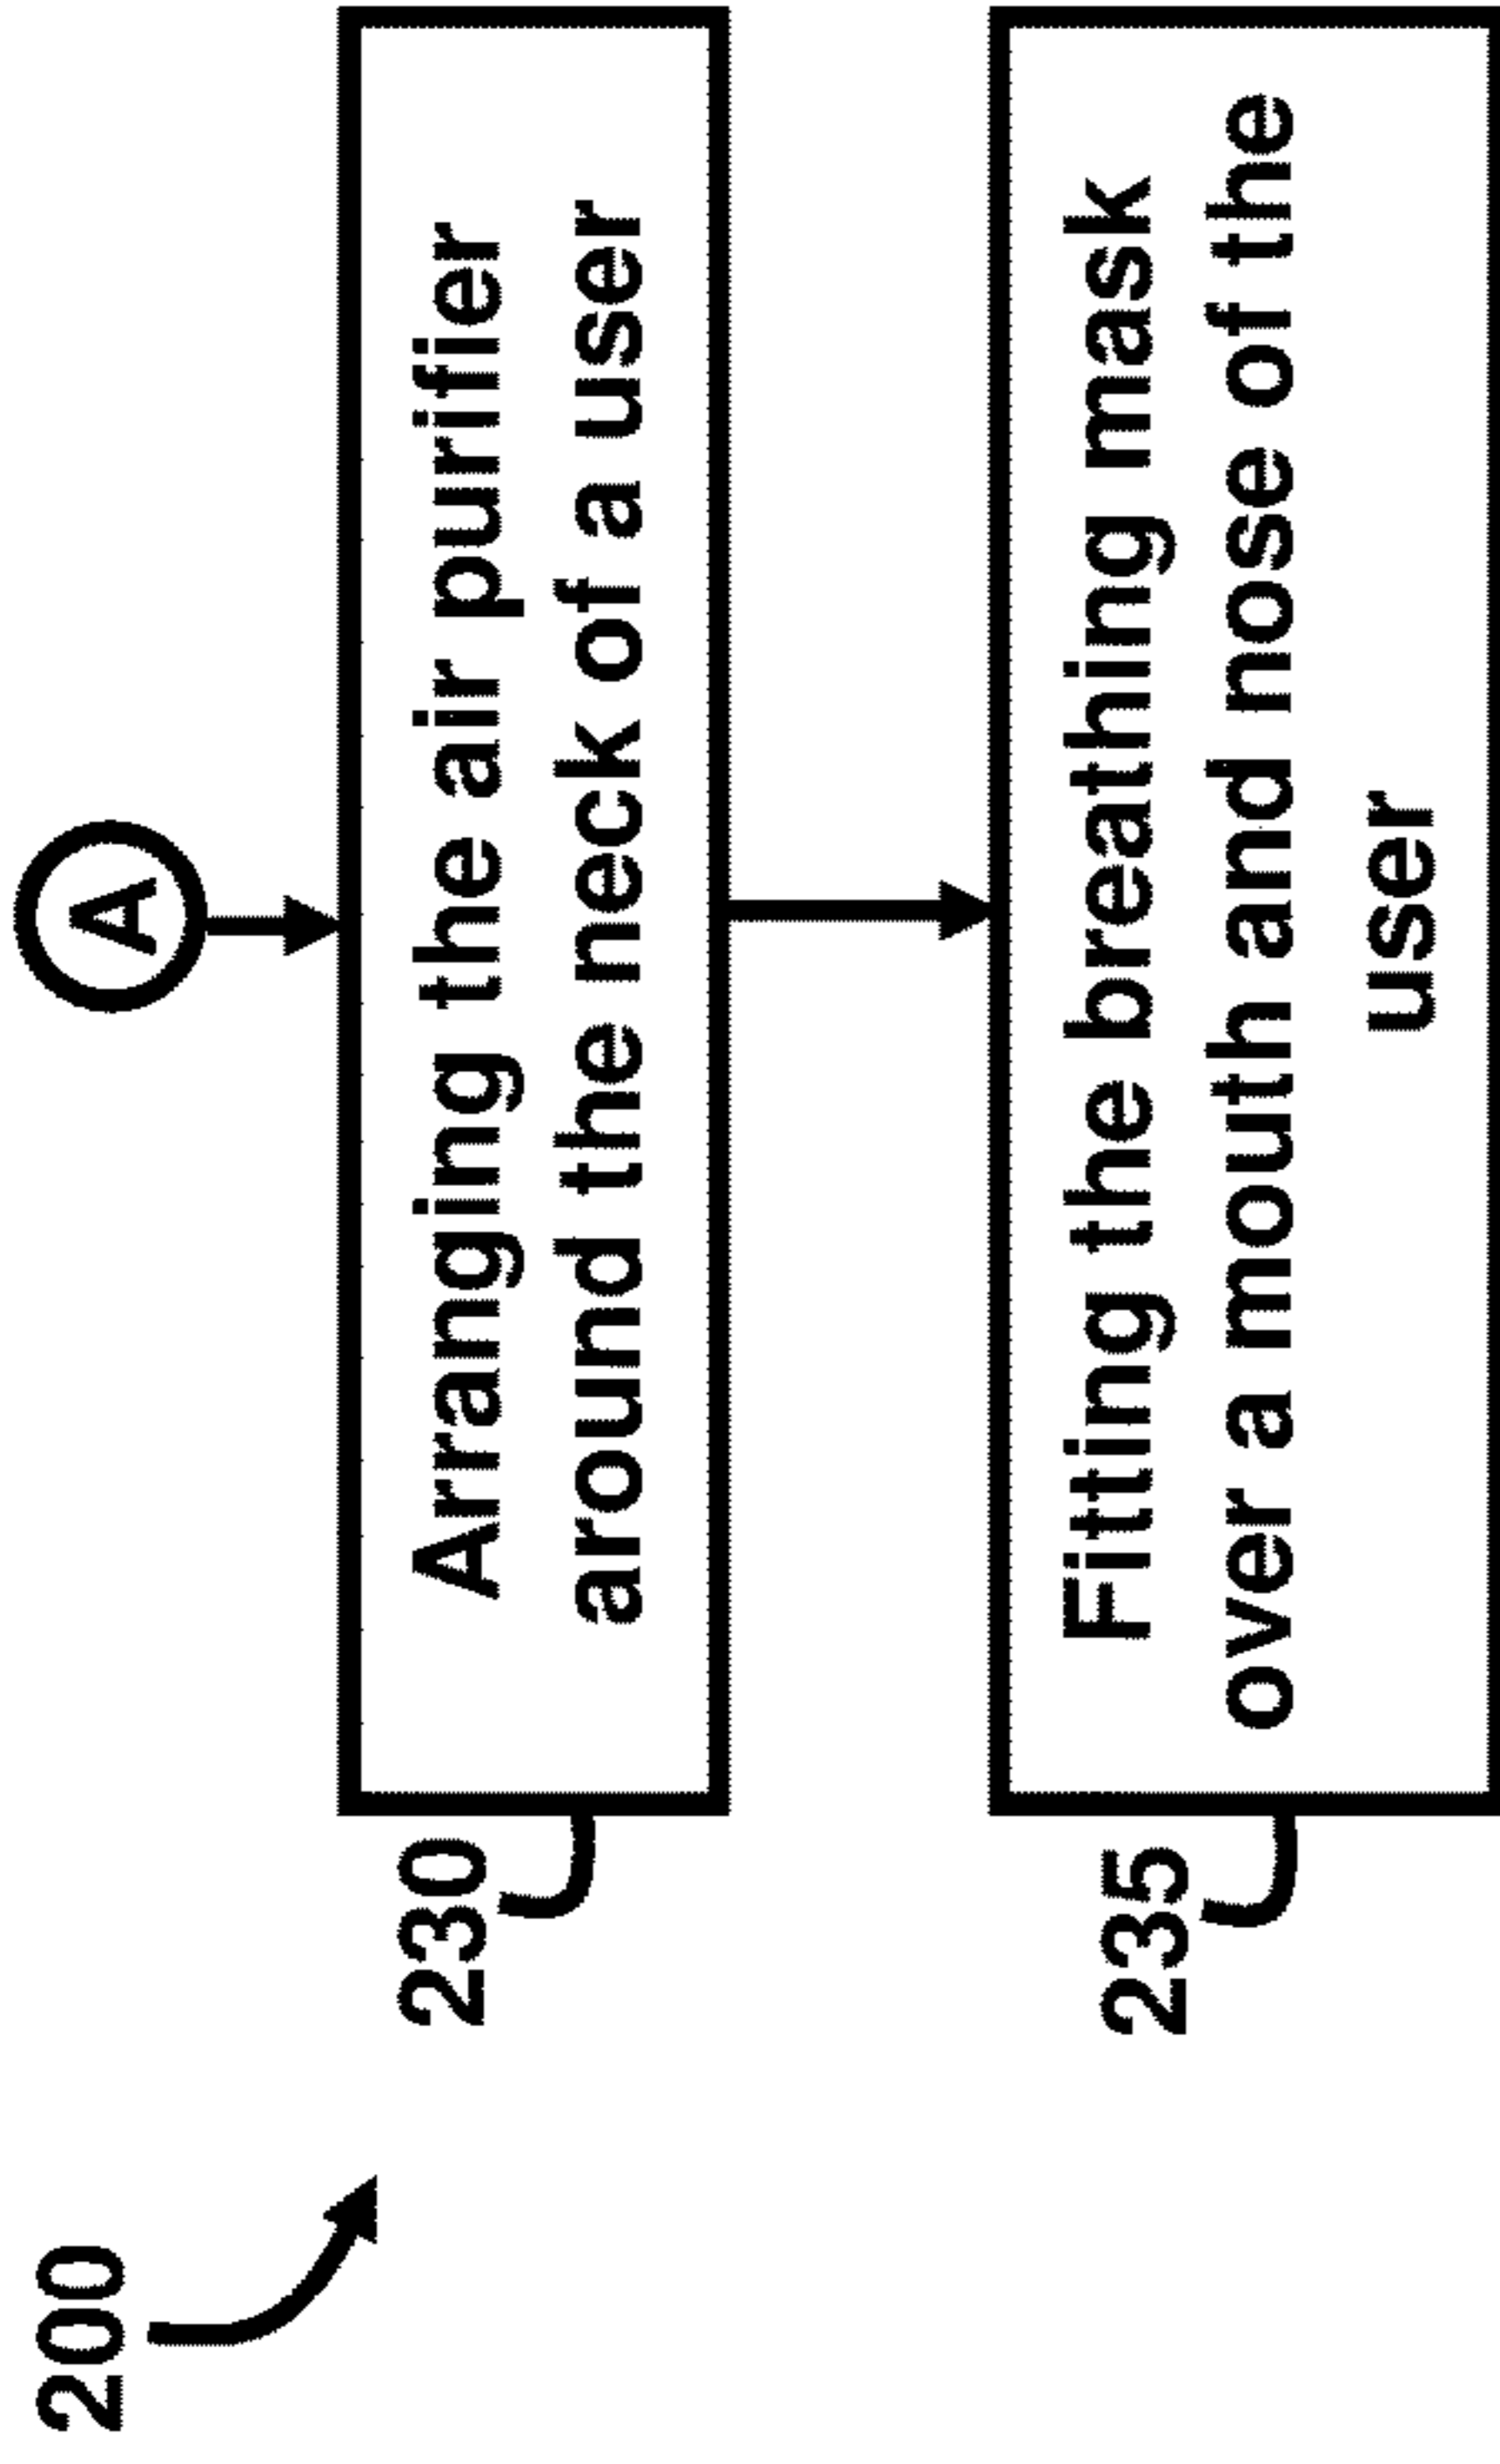 200
A
230
Arranging the air purifier
around the neck of a user
235
Fitting the breathing mask
over a mouth and nose of the
user